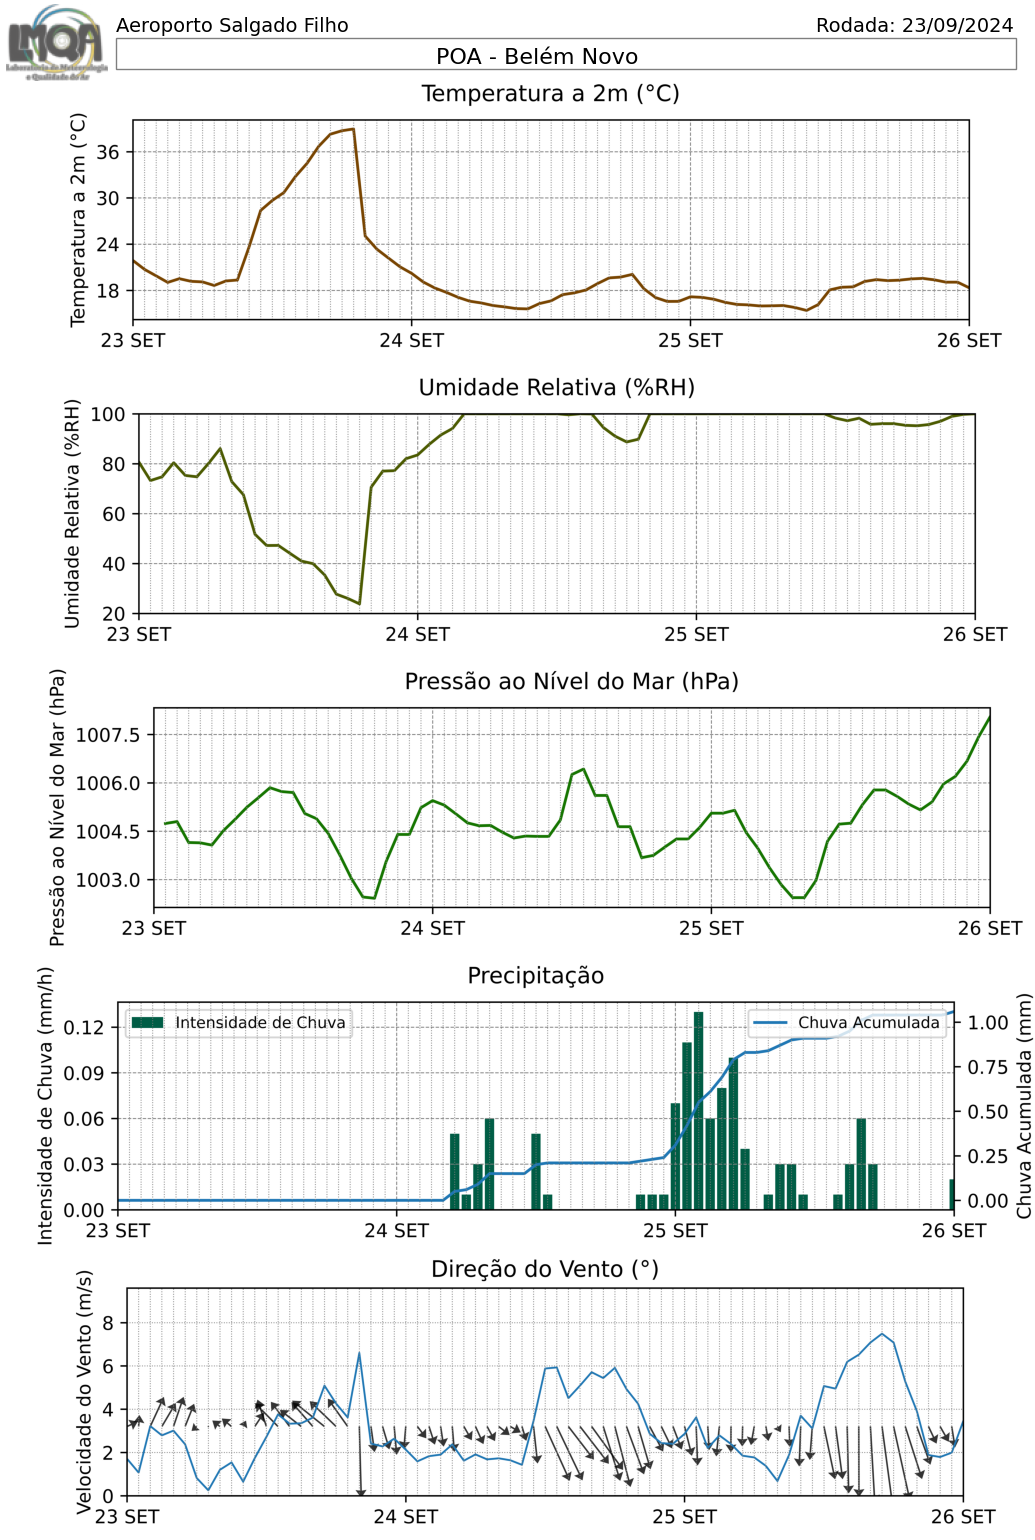 LMQA
Laboratório de Meteorologia
e Qualidade do Ar
Aeroporto Salgado Filho
Rodada: 23/09/2024
POA - Belém Novo
Temperatura a 2m (°C)
Temperatura a 2m (°C)
36
30
24
18
23 SET 24 SET 25 SET 26 SET
Umidade Relativa (%RH)
Umidade Relativa (%RH)
100
80
60
40
20
23 SET 24 SET 25 SET 26 SET
Pressão ao Nível do Mar (hPa)
Pressão ao Nível do Mar (hPa)
1007.5
1006.0
1004.5
1003.0
23 SET 24 SET 25 SET 26 SET
Precipitação
Intensidade de Chuva (mm/h)
0.12
0.09
0.06
0.03
0.00
Intensidade de Chuva
Chuva Acumulada
1.00
0.75
0.50
0.25
0.00
Chuva Acumulada (mm)
23 SET 24 SET 25 SET 26 SET
Direção do Vento (°)
Velocidade do Vento (m/s)
8
6
4
2
0
23 SET 24 SET 25 SET 26 SET